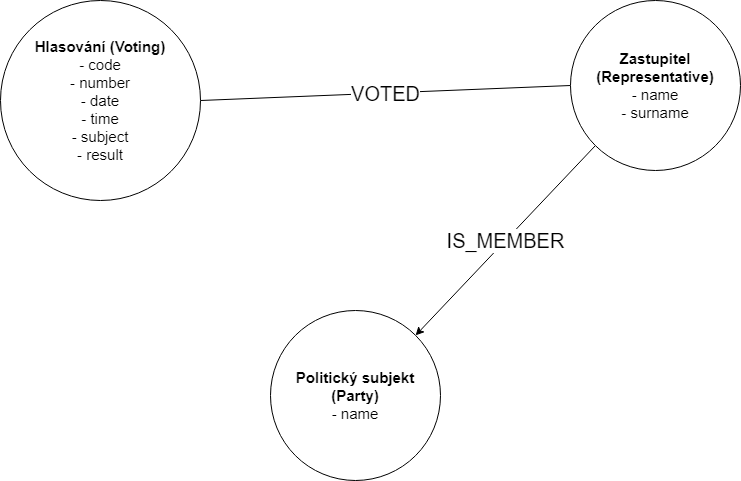 Hlasování (Voting)
- code
- number
- date
- time
- subject
- result
VOTED
Zastupitel
(Representative)
- name
- surname
IS_MEMBER
Politický subjekt
(Party)
- name